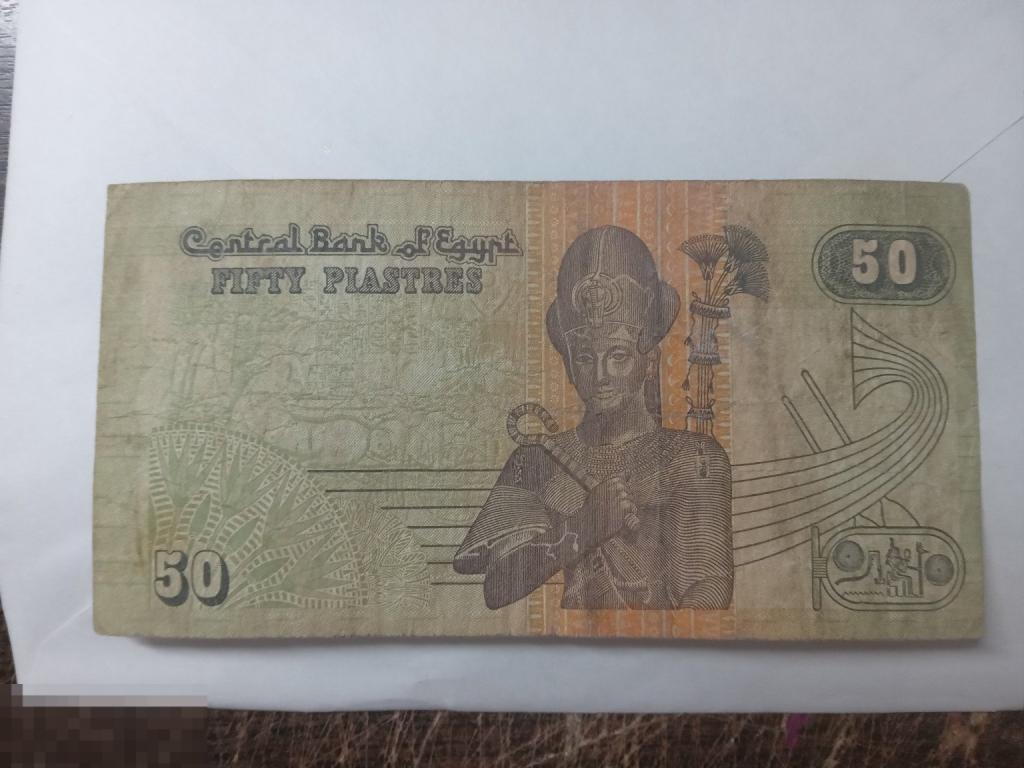 Central Bank of Egypt
FIFTY PIASTRES
50
50